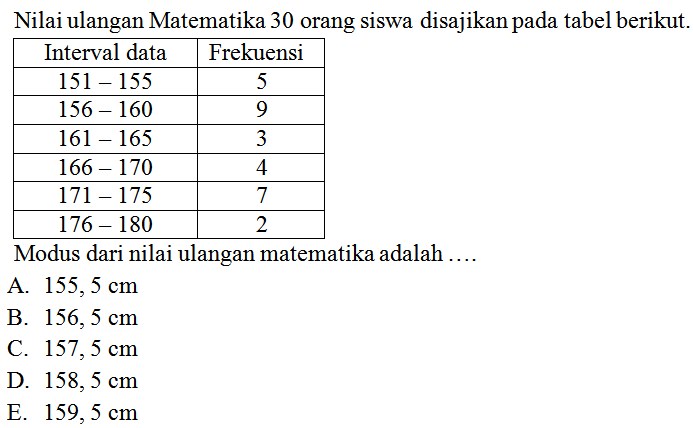 Nilai ulangan Matematika 30 orang siswa disajikan pada tabel berikut.
Interval data Frekuensi
151 – 155 5
156 – 160 9
161 – 165 3
166 – 170 4
171 – 175 7
176 – 180 2
Modus dari nilai ulangan matematika adalah ....
A. 155, 5 cm
B. 156, 5 cm
C. 157, 5 cm
D. 158, 5 cm
E. 159, 5 cm